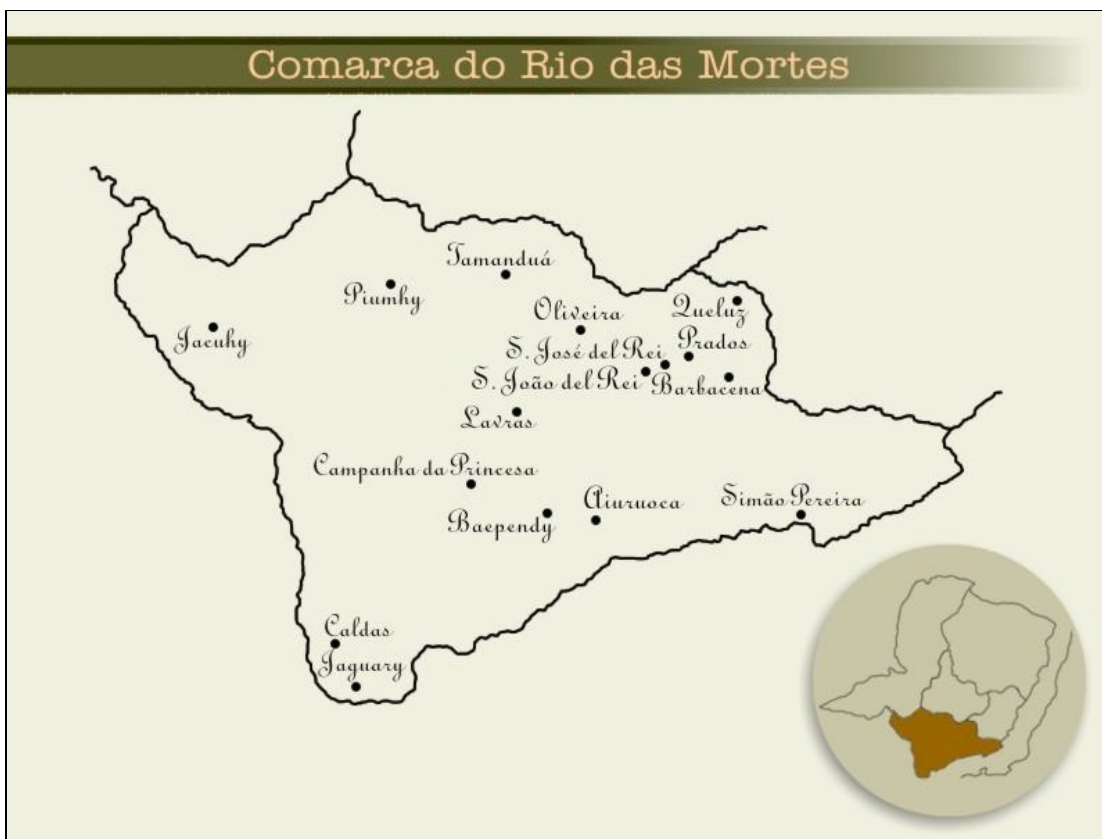 Comarca do Rio das Mortes
Tamanduá
Piumhy
Oliveira
Queluz
Jacuhy
Prados
S. José del Rei
S. João del Rei
Barbacena
Lavras
Campanha da Princesa
Baependy
Aiuruoca
Simão Pereira
Caldas
Jaguary